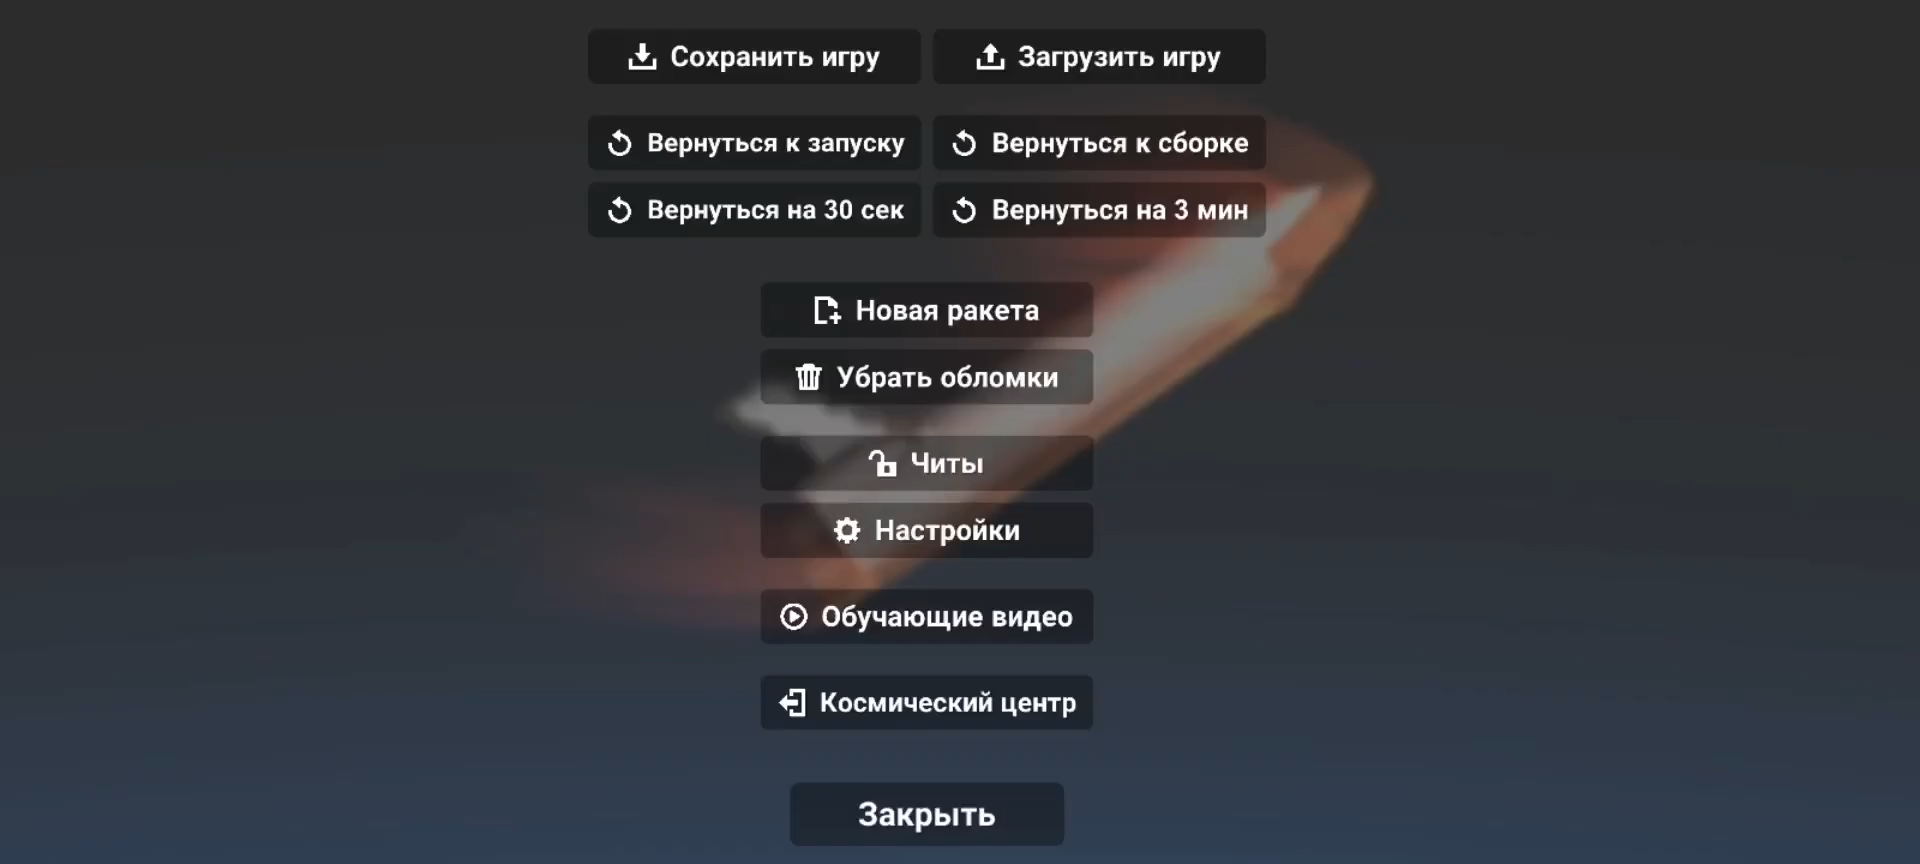 Сохранить игру
Загрузить игру
Вернуться к запуску
Вернуться к сборке
Вернуться на 30 сек
Вернуться на 3 мин
Новая ракета
Убрать обломки
Читы
Настройки
Обучающие видео
Космический центр
Закрыть